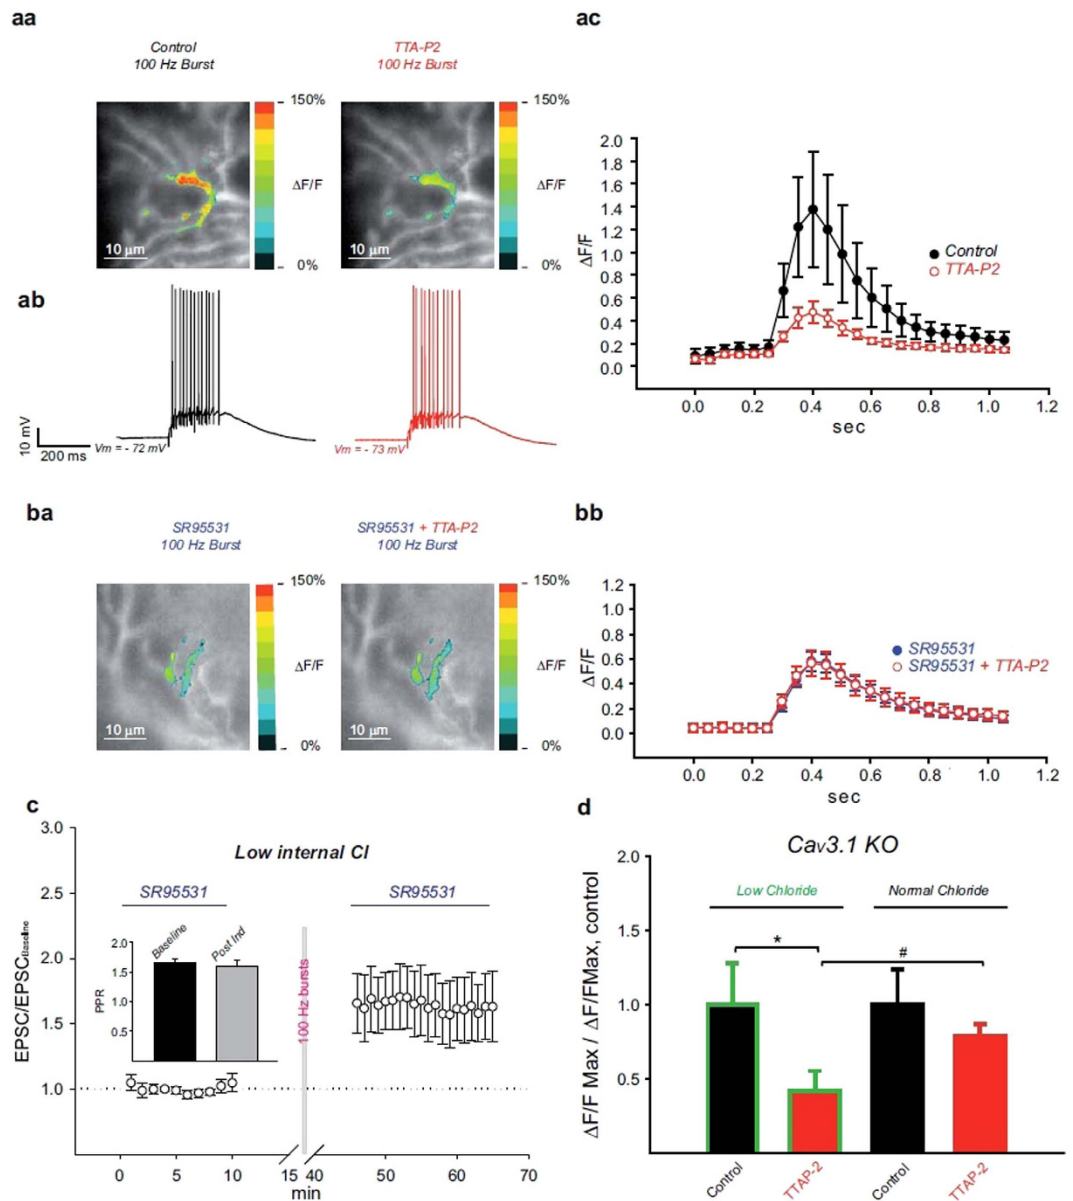 aa
Control
100 Hz Burst
TTA-P2
100 Hz Burst
150%
ΔF/F
0%
10 μm
150%
ΔF/F
0%
10 μm
ab
10 mV
200 ms
Vm = - 72 mV
Vm = - 73 mV
ac
2.0
1.8
1.6
1.4
1.2
1.0
0.8
0.6
0.4
0.2
0.0
ΔF/F
Control
TTA-P2
0.0 0.2 0.4 0.6 0.8 1.0 1.2
sec
ba
SR95531
100 Hz Burst
SR95531 + TTA-P2
100 Hz Burst
150%
ΔF/F
0%
10 μm
150%
ΔF/F
0%
10 μm
bb
1.2
1.0
0.8
0.6
0.4
0.2
0.0
ΔF/F
SR95531
SR95531 + TTA-P2
0.0 0.2 0.4 0.6 0.8 1.0 1.2
sec
c
3.0
2.5
2.0
1.5
1.0
EPSC/EPSCBaseline
Low internal Cl
SR95531
SR95531
Baseline
Post Ind
2.0
1.5
1.0
0.5
PPR
100 Hz bursts
0 5 10 15 40 50 60 70
min
d
Cav3.1 KO
2.0
1.5
1.0
0.5
ΔF/F Max / ΔF/FMax, control
Low Chloride
Normal Chloride
*
#
Control
TTAP-2
Control
TTAP-2